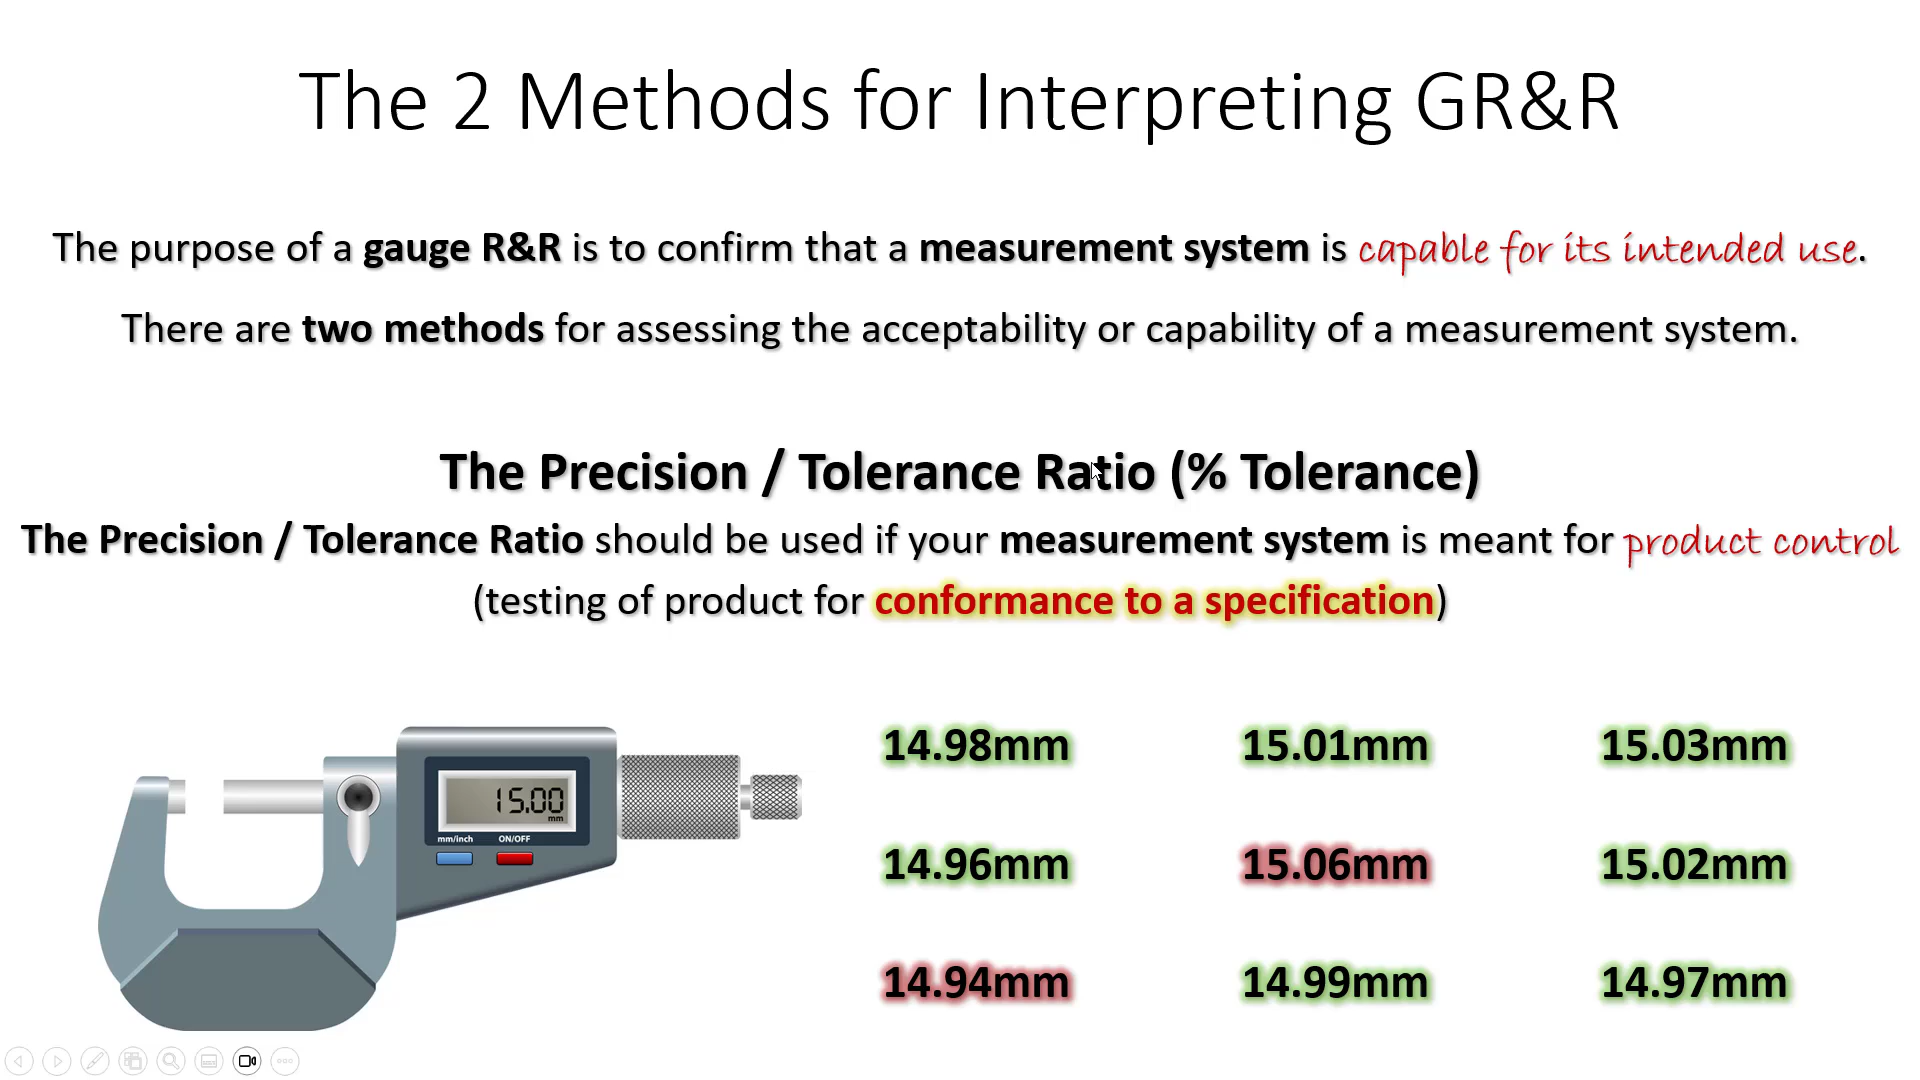 The 2 Methods for Interpreting GR&R
The purpose of a gauge R&R is to confirm that a measurement system is capable for its intended use.
There are two methods for assessing the acceptability or capability of a measurement system.
The Precision / Tolerance Ratio (% Tolerance)
The Precision / Tolerance Ratio should be used if your measurement system is meant for product control
(testing of product for conformance to a specification)
14.98mm 15.01mm 15.03mm
15.00
mm
mm/inch ON/OFF
14.96mm 15.06mm 15.02mm
14.94mm 14.99mm 14.97mm